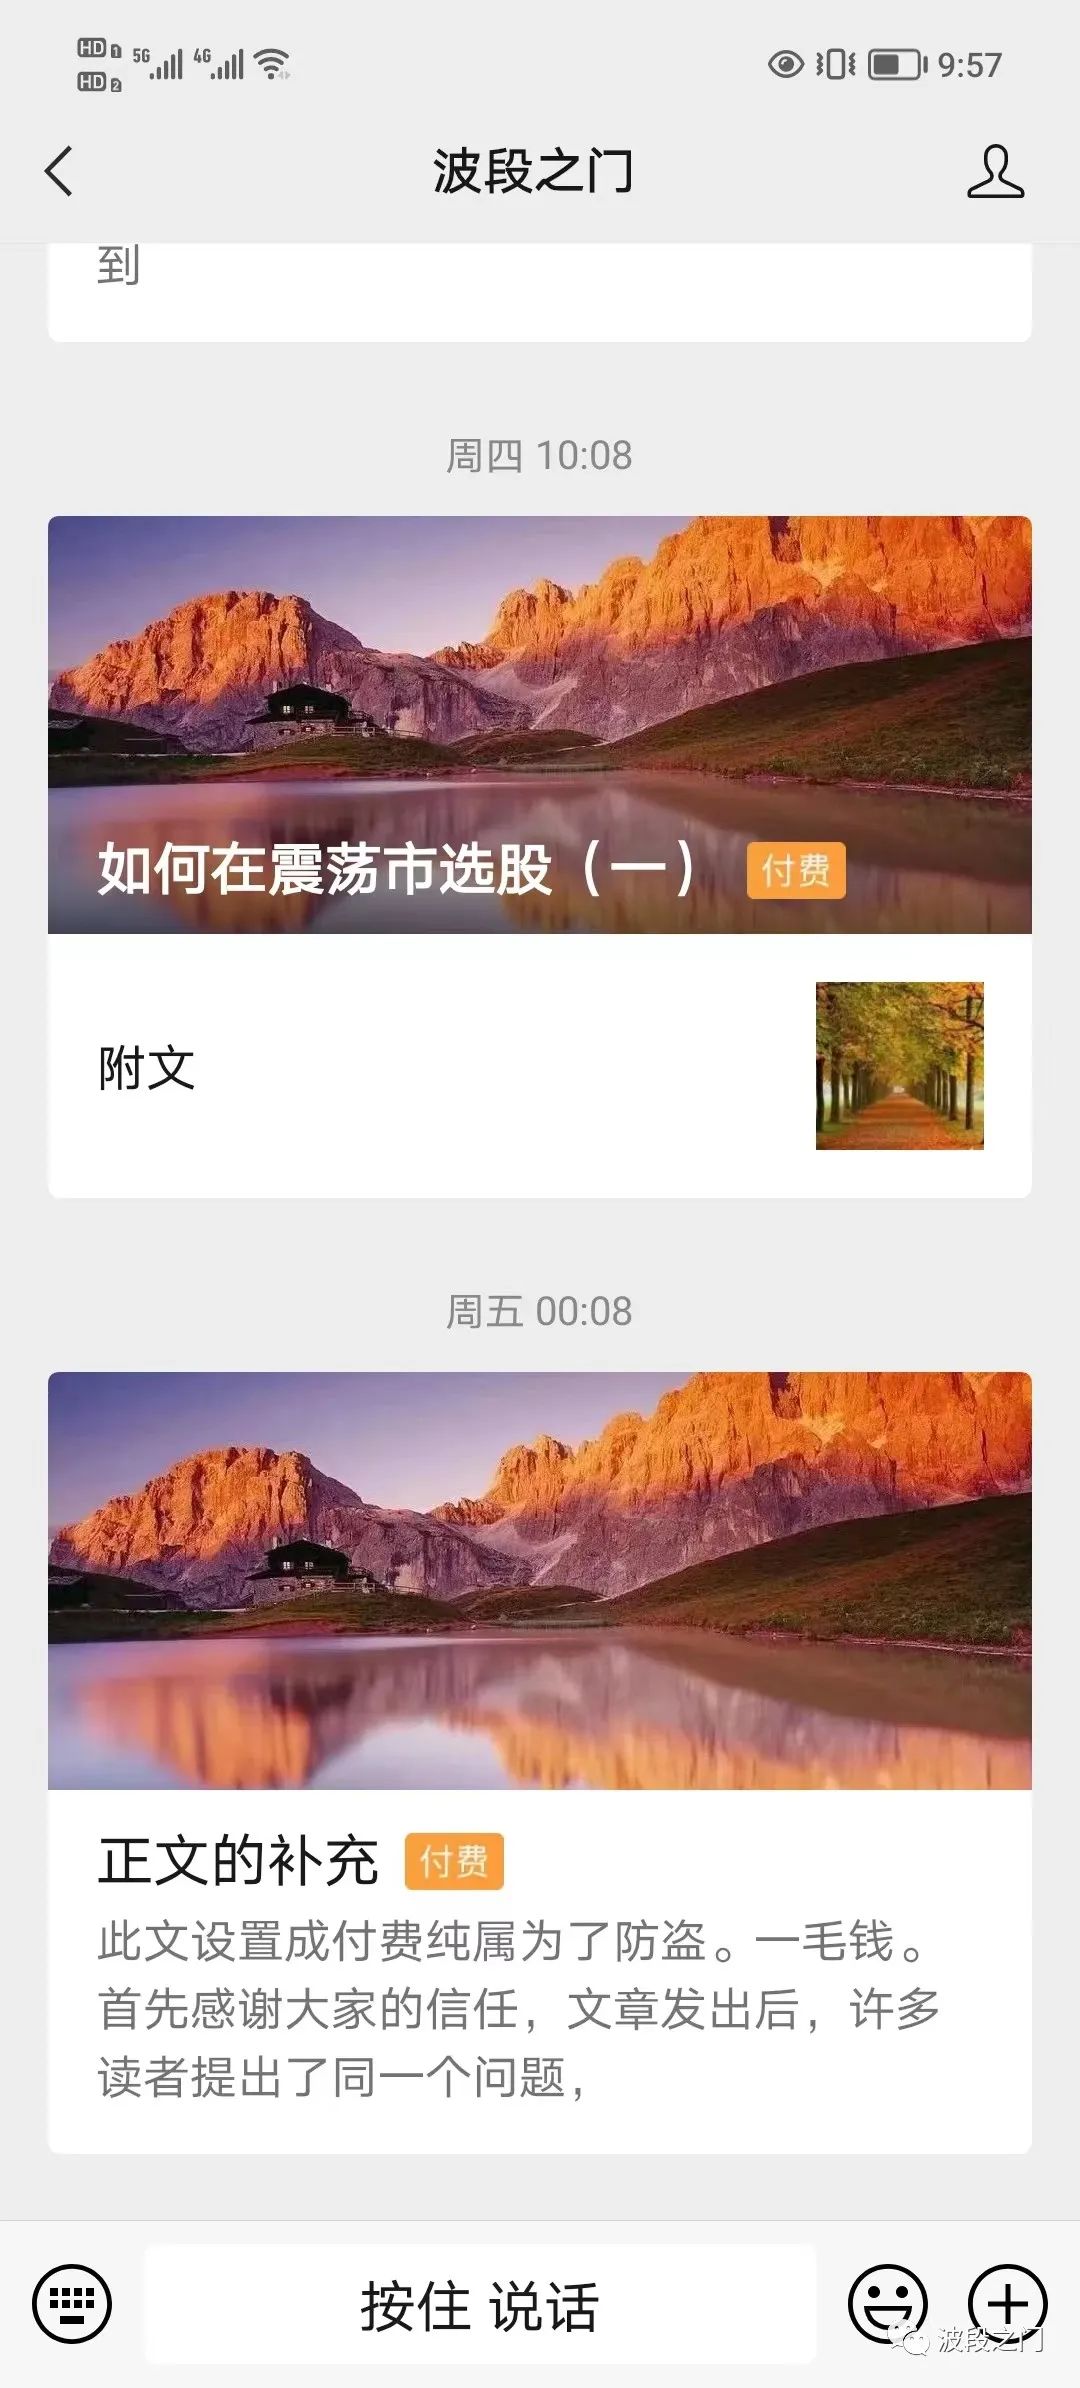 HD 1 5G 4G
HD 2
9:57
波段之门
到
周四 10:08
如何在震荡市选股（一） 付费
附文
周五 00:08
正文的补充 付费
此文设置成付费纯属为了防盗。一毛钱。
首先感谢大家的信任，文章发出后，许多
读者提出了同一个问题，
按住 说话
波段之门